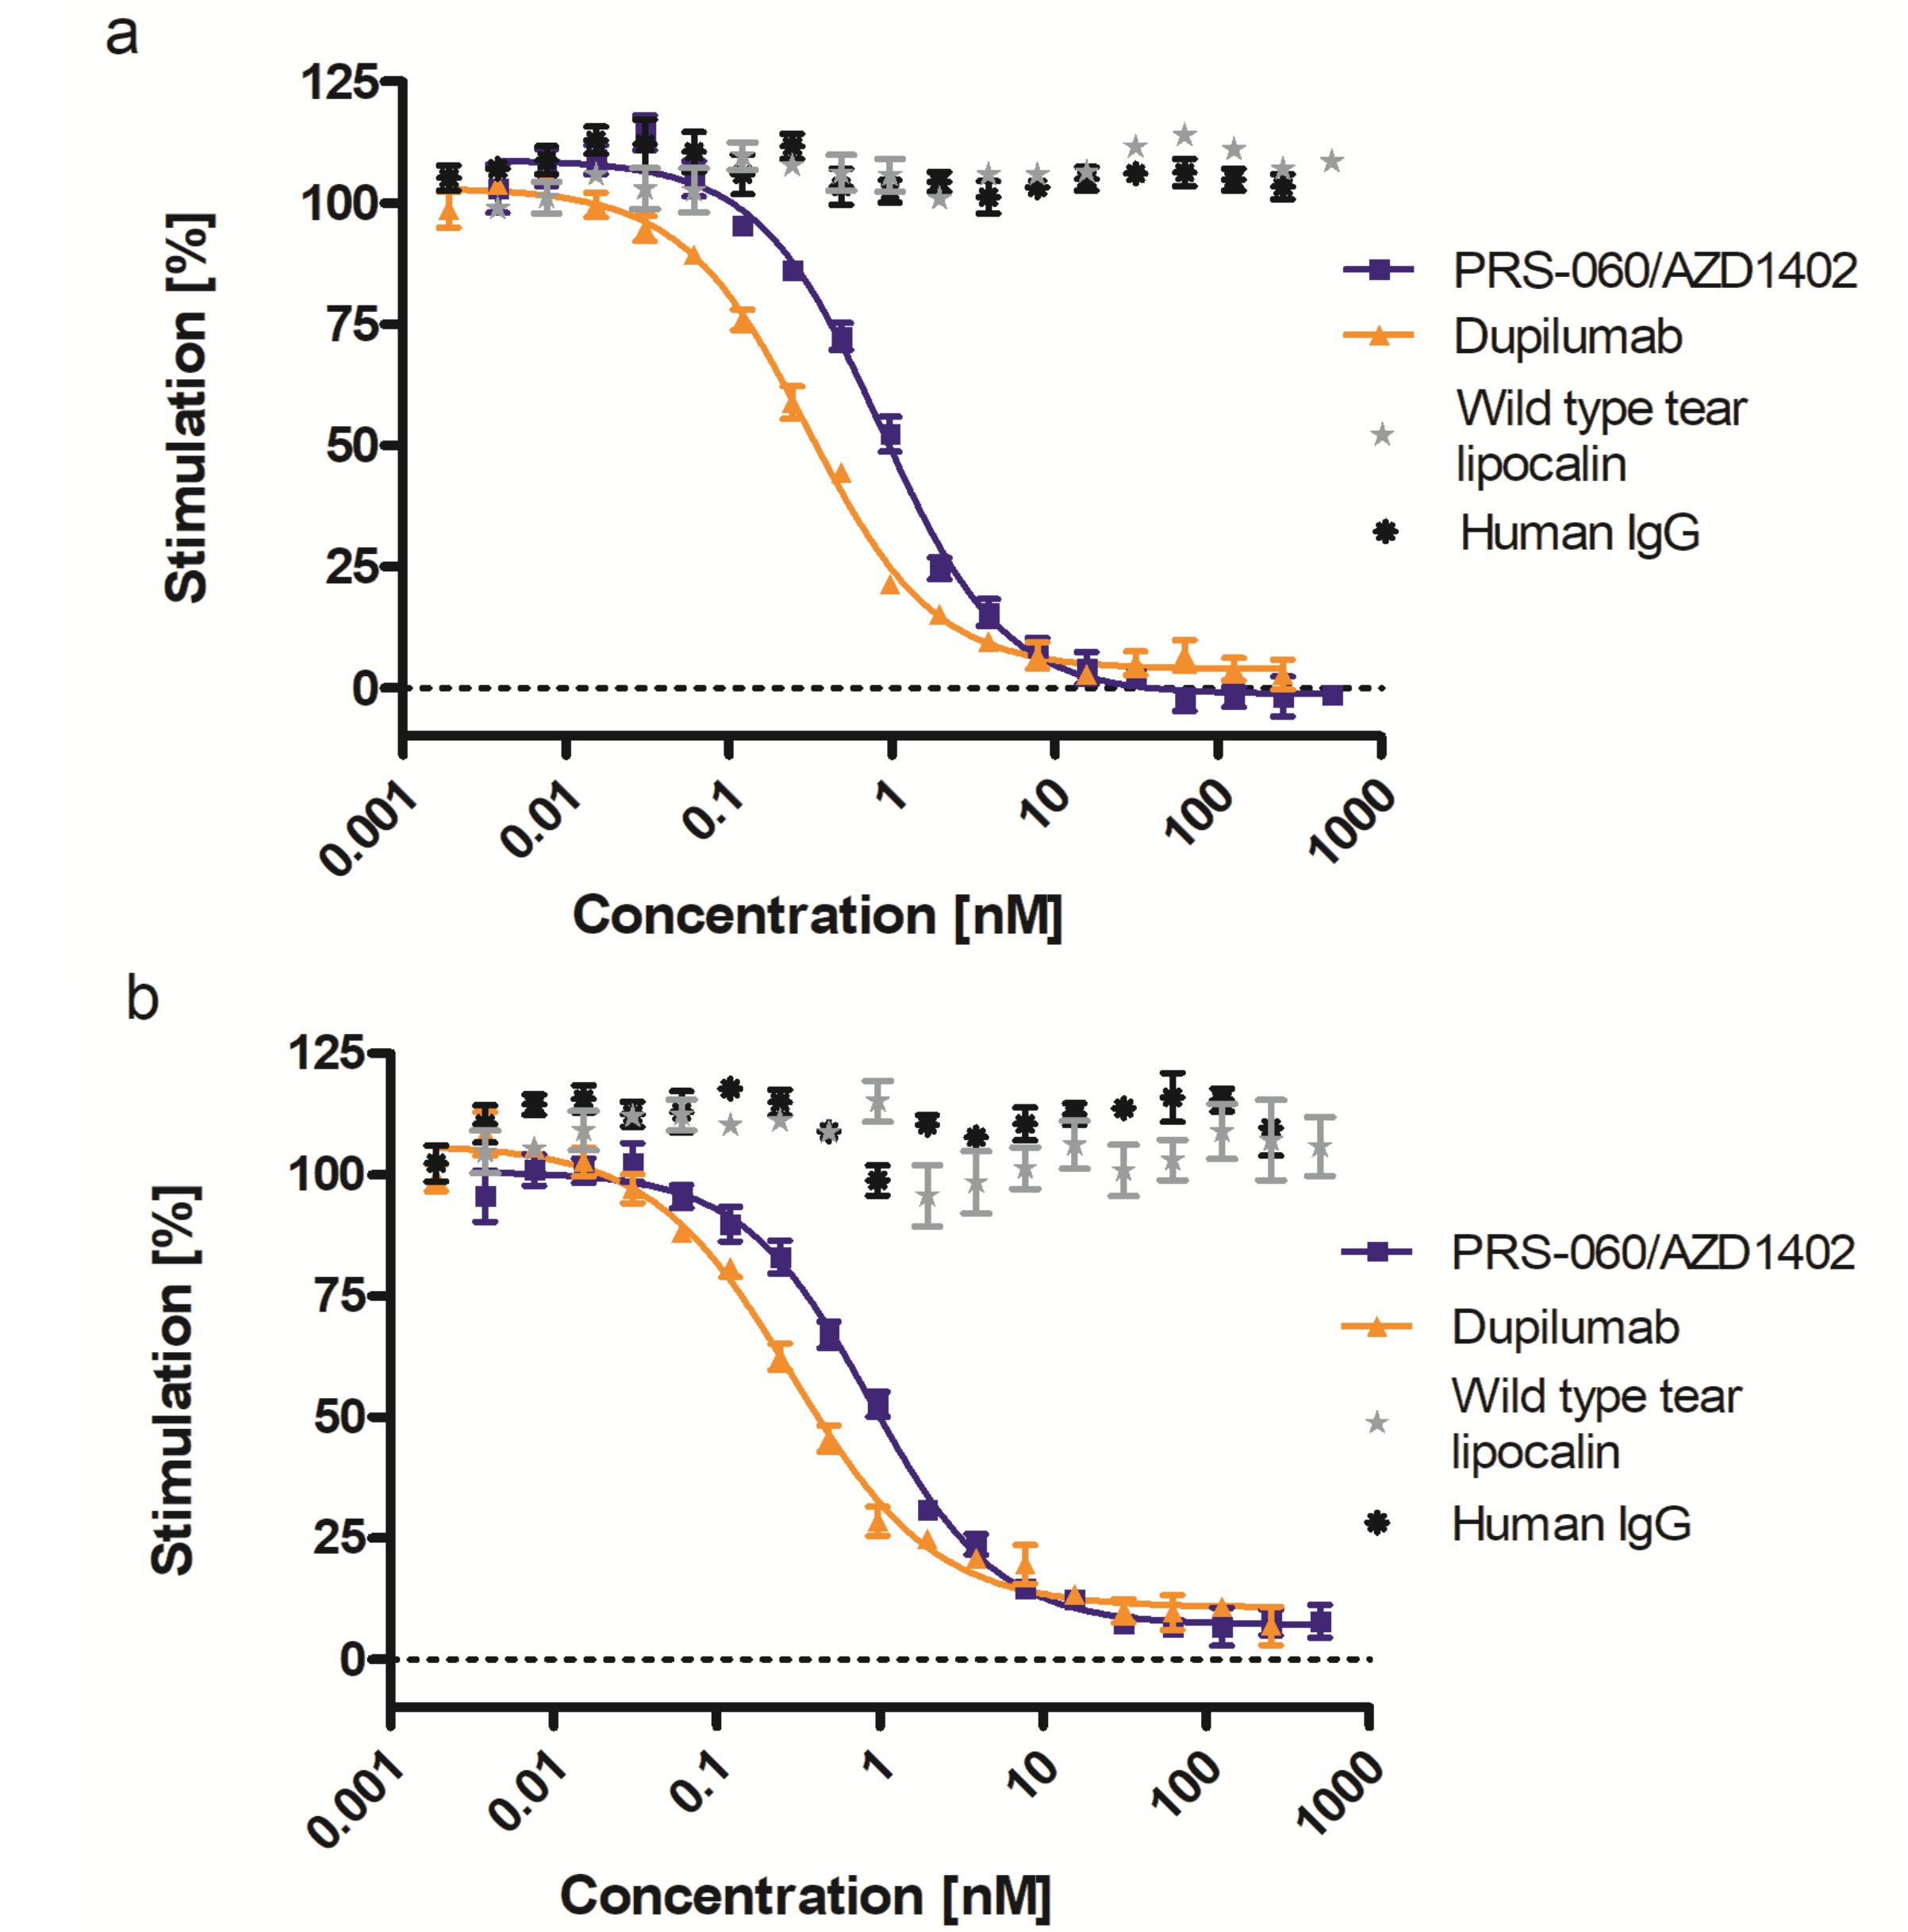 a
125
100
75
50
25
0
Stimulation [%]
0.001
0.01
0.1
1
10
100
1000
Concentration [nM]
PRS-060/AZD1402
Dupilumab
Wild type tear
lipocalin
Human IgG
b
125
100
75
50
25
0
Stimulation [%]
0.001
0.01
0.1
1
10
100
1000
Concentration [nM]
PRS-060/AZD1402
Dupilumab
Wild type tear
lipocalin
Human IgG